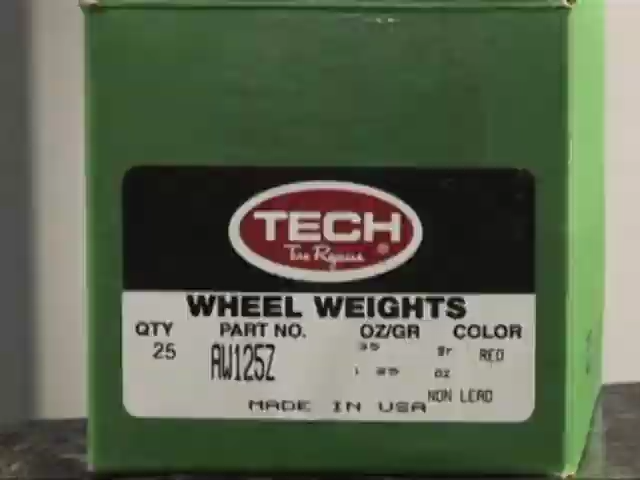 TECH
Tire Repairs ®
WHEEL WEIGHTS
QTY PART NO. OZ/GR COLOR
25 AW125Z 35 gr RED
1 25 oz
NON LEAD
MADE IN USA